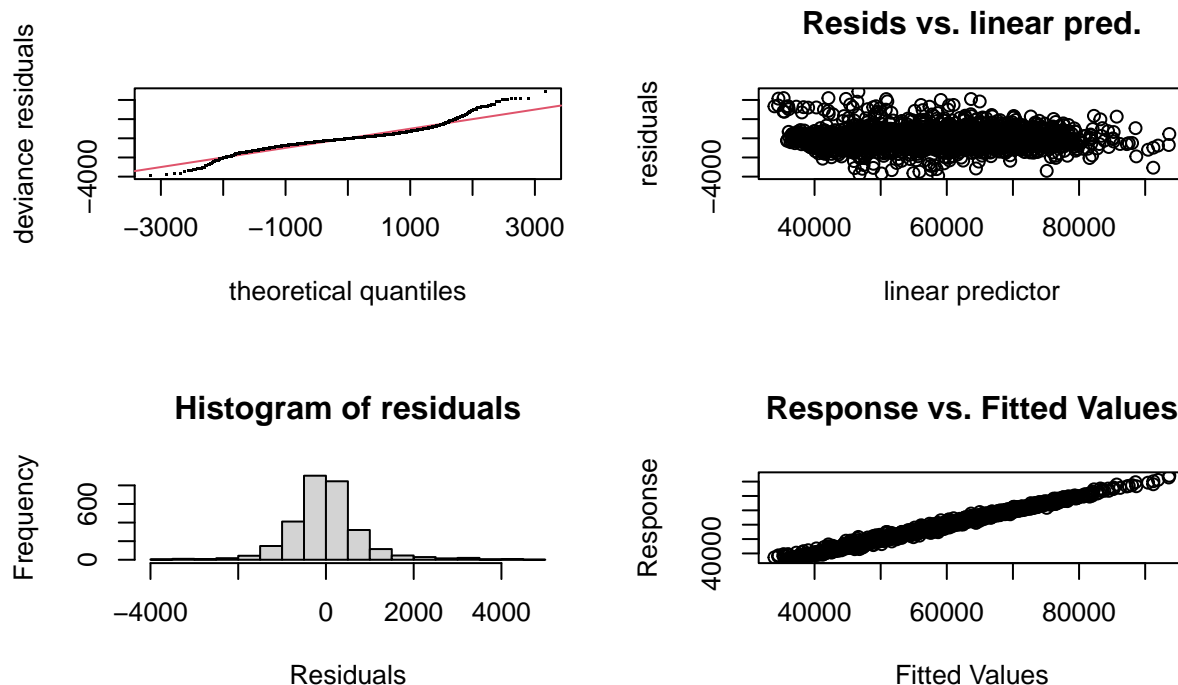 deviance residuals
−4000
−3000
−1000
1000
3000
theoretical quantiles
Resids vs. linear pred.
residuals
−4000
40000
60000
80000
linear predictor
Histogram of residuals
Frequency
0
600
−4000
0
2000
4000
Residuals
Response vs. Fitted Values
Response
40000
40000
60000
80000
Fitted Values